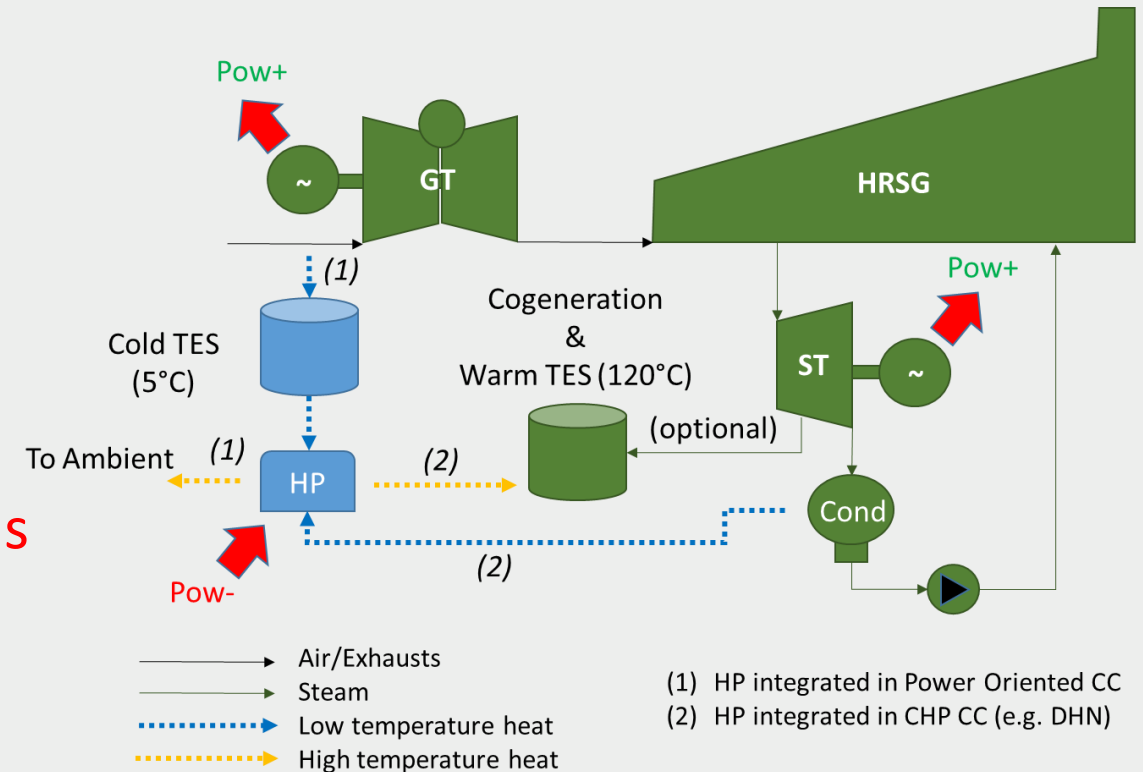 Pow+
GT
~
HRSG
(1)
Pow+
Cogeneration
&
Warm TES (120°C)
Cold TES
(5°C)
ST
~
(optional)
To Ambient
(1)
HP
(2)
Cond
s
(2)
Pow-
Air/Exhausts
Steam
Low temperature heat
High temperature heat
(1) HP integrated in Power Oriented CC
(2) HP integrated in CHP CC (e.g. DHN)